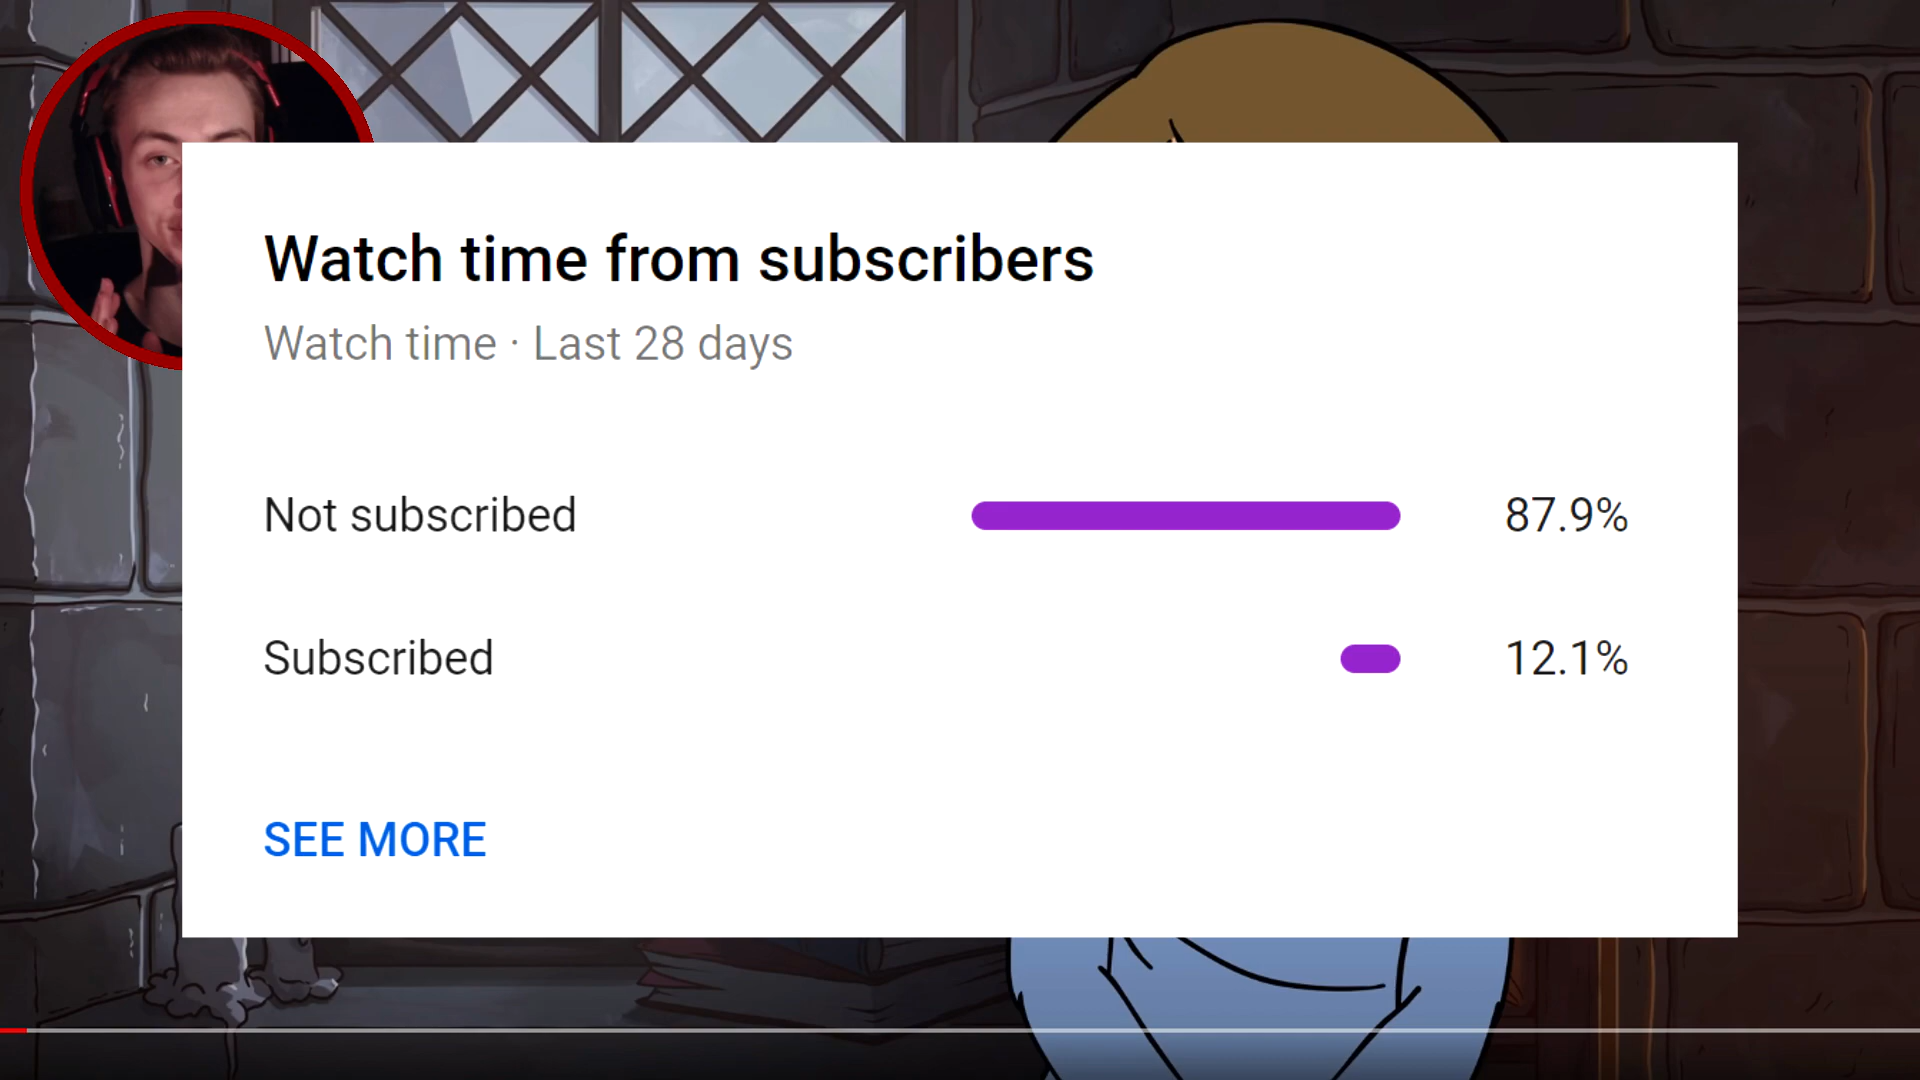 Watch time from subscribers
Watch time · Last 28 days
Not subscribed 87.9%
Subscribed 12.1%
SEE MORE